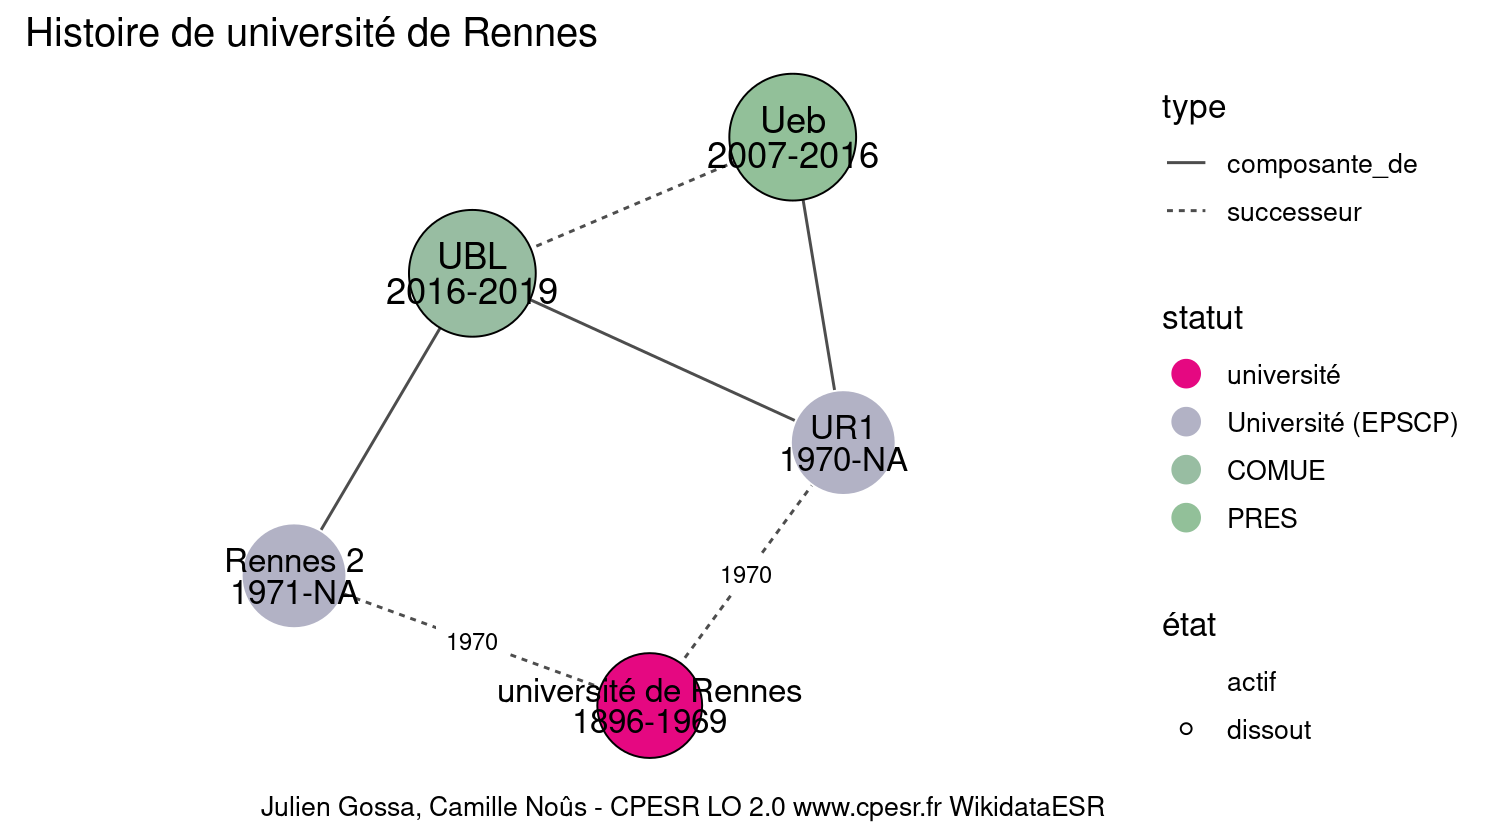 Histoire de université de Rennes
Ueb
2007-2016
UBL
2016-2019
UR1
1970-NA
Rennes 2
1971-NA
1970
1970
université de Rennes
1896-1969
type
composante_de
successeur
statut
université
Université (EPSCP)
COMUE
PRES
état
actif
dissout
Julien Gossa, Camille Noûs - CPESR LO 2.0 www.cpesr.fr WikidataESR